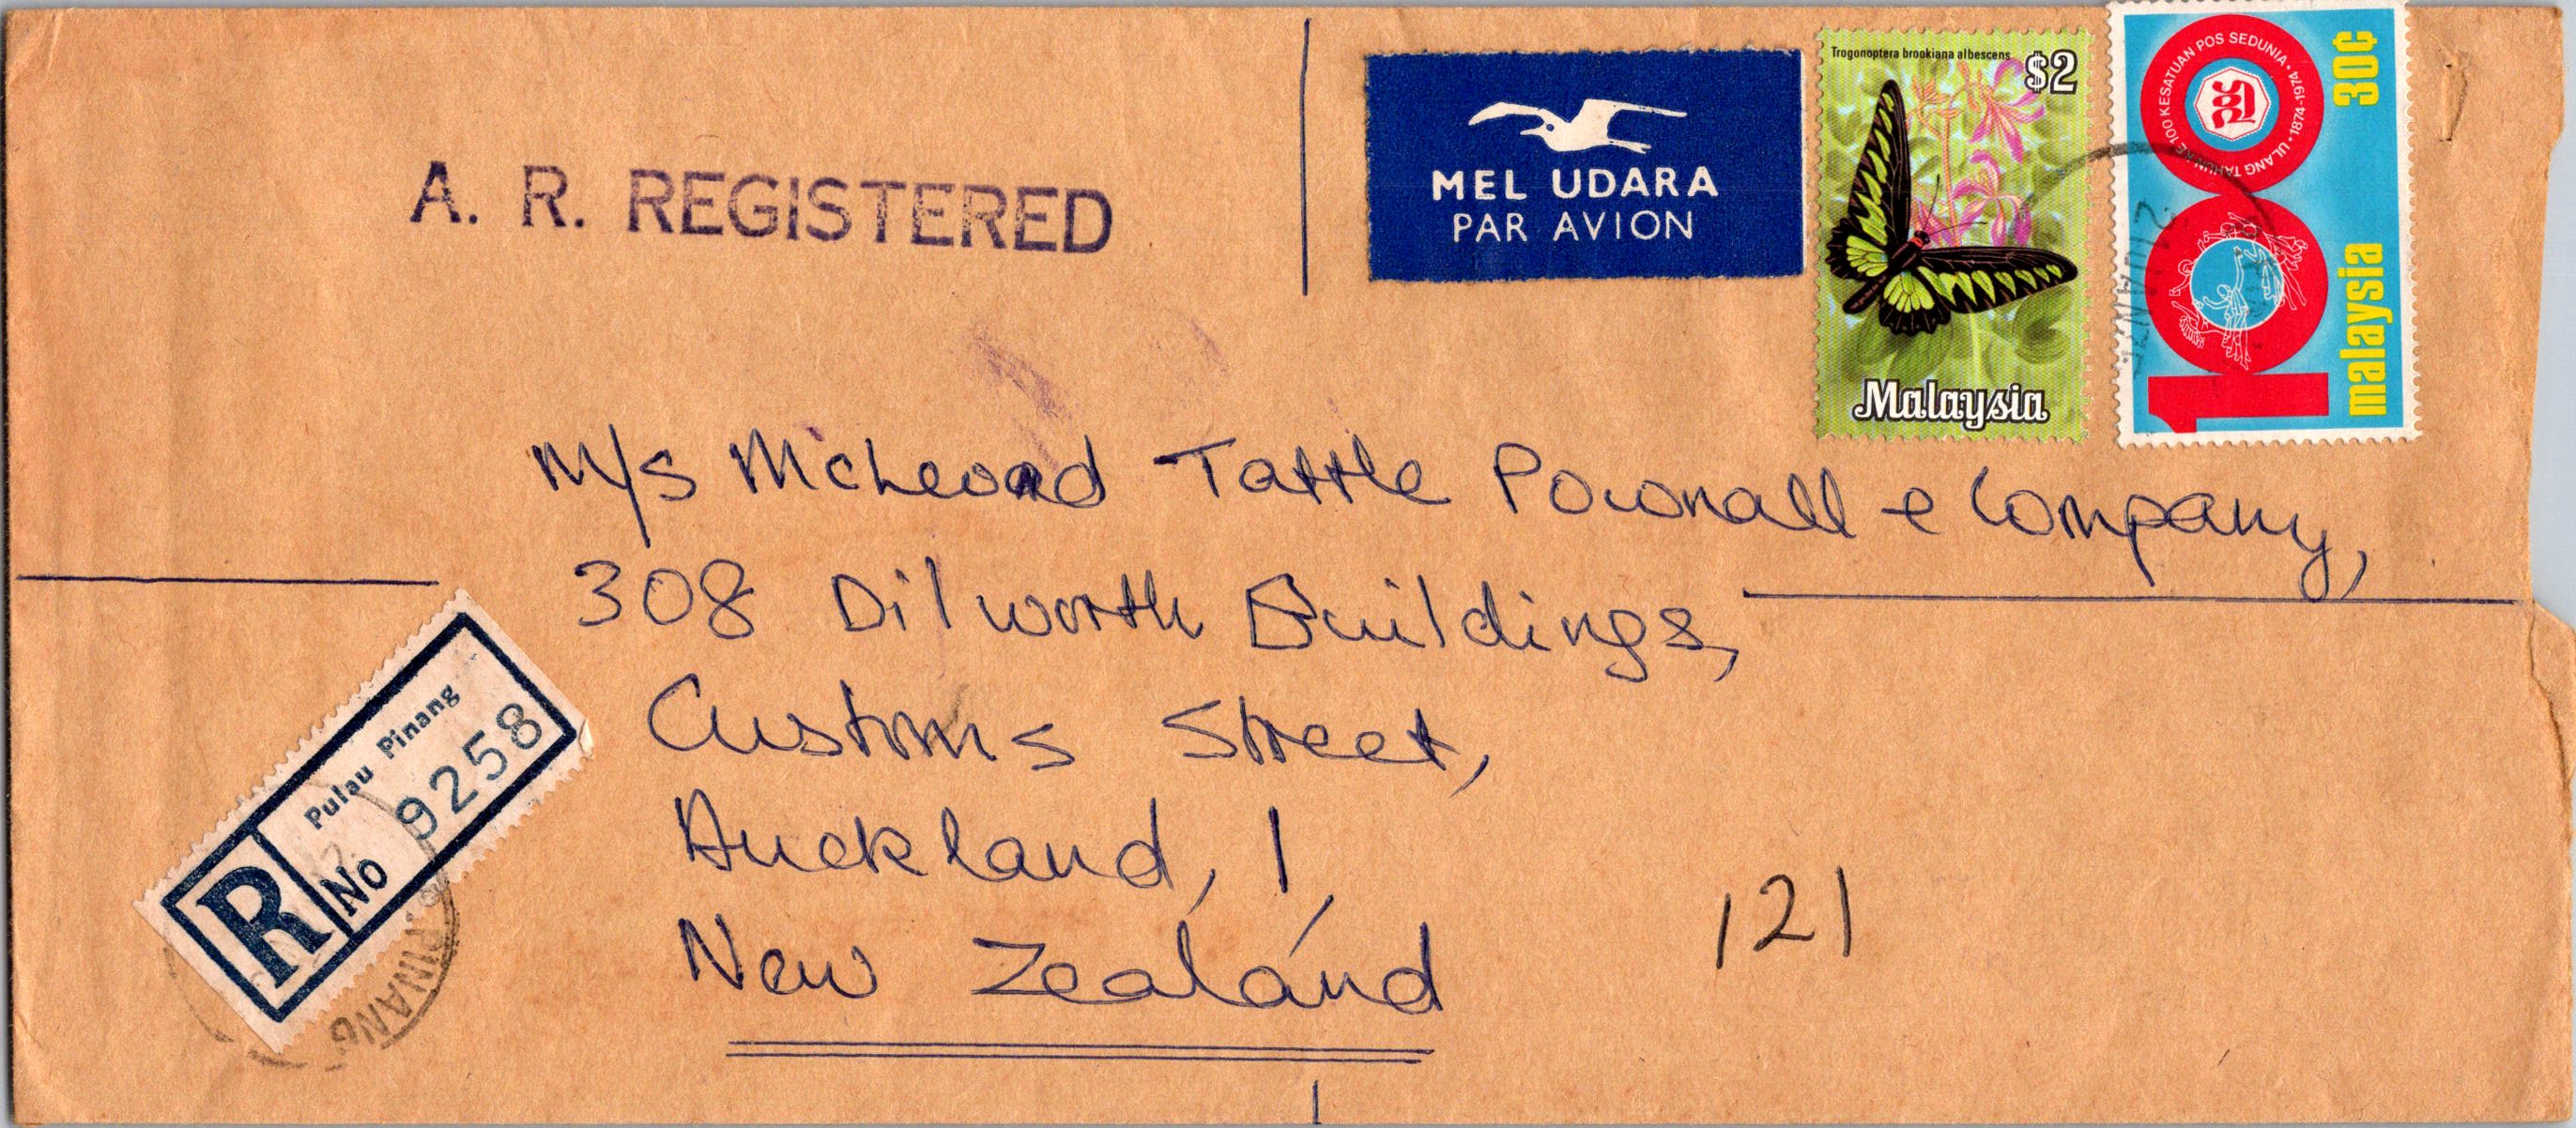 A. R. REGISTERED
MEL UDARA
PAR AVION
Trogonoptera brookiana albescens
$2
Malaysia
ULANG TAHUN KE 100 KESATUAN POS SEDUNIA • 1874-1974 •
30¢
malaysia
100
M/s McLeod Tattle Pownall & Company,
308 Dilworth Buildings,
Customs Street,
Auckland, 1,
New Zealand
121
Pulau Pinang
R No 9258
P. PINANG